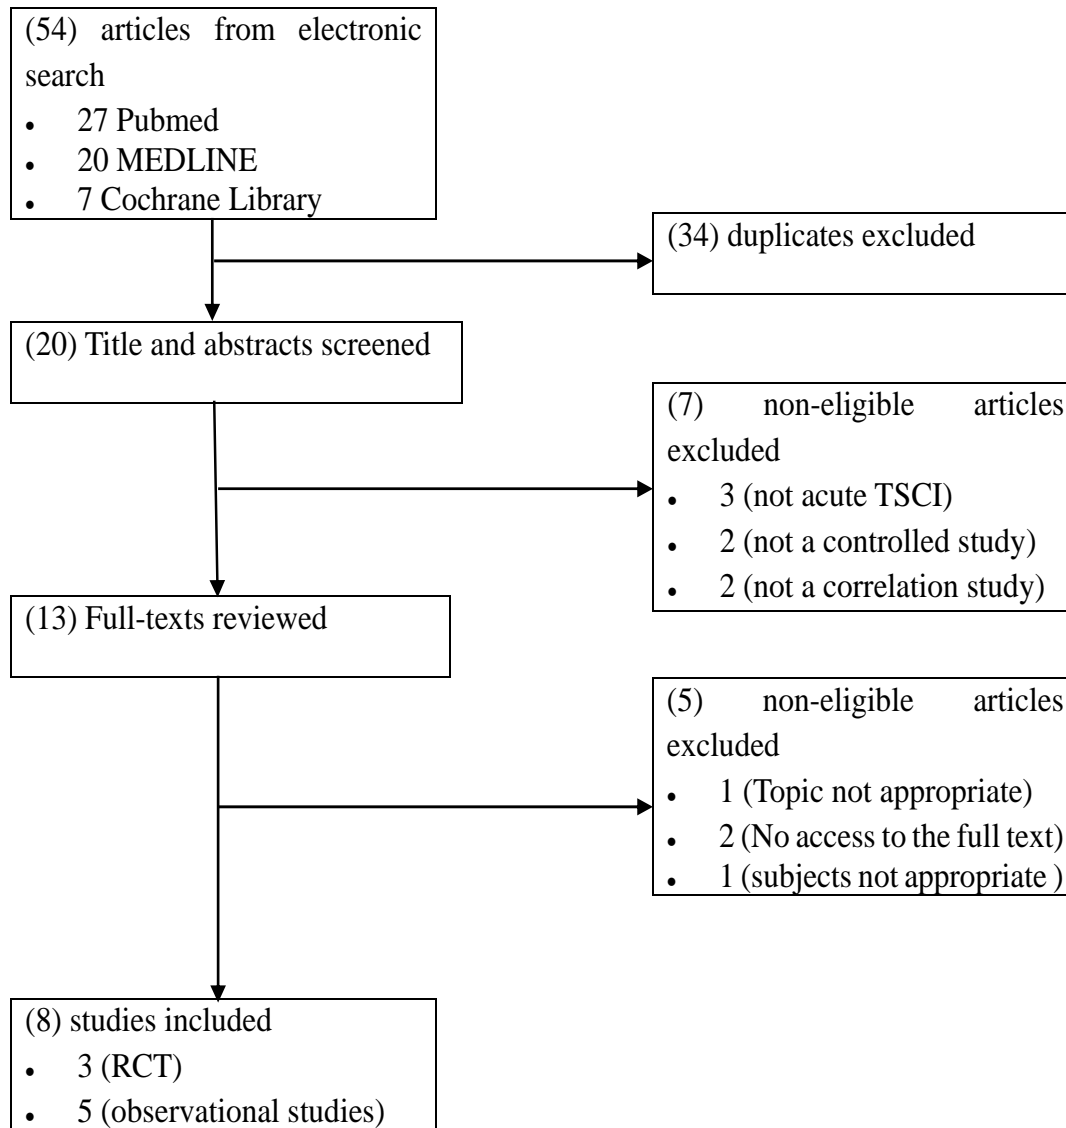 (54) articles from electronic
search
• 27 Pubmed
• 20 MEDLINE
• 7 Cochrane Library
(34) duplicates excluded
(20) Title and abstracts screened
(7) non-eligible articles
excluded
• 3 (not acute TSCI)
• 2 (not a controlled study)
• 2 (not a correlation study)
(13) Full-texts reviewed
(5) non-eligible articles
excluded
• 1 (Topic not appropriate)
• 2 (No access to the full text)
• 1 (subjects not appropriate )
(8) studies included
• 3 (RCT)
• 5 (observational studies)